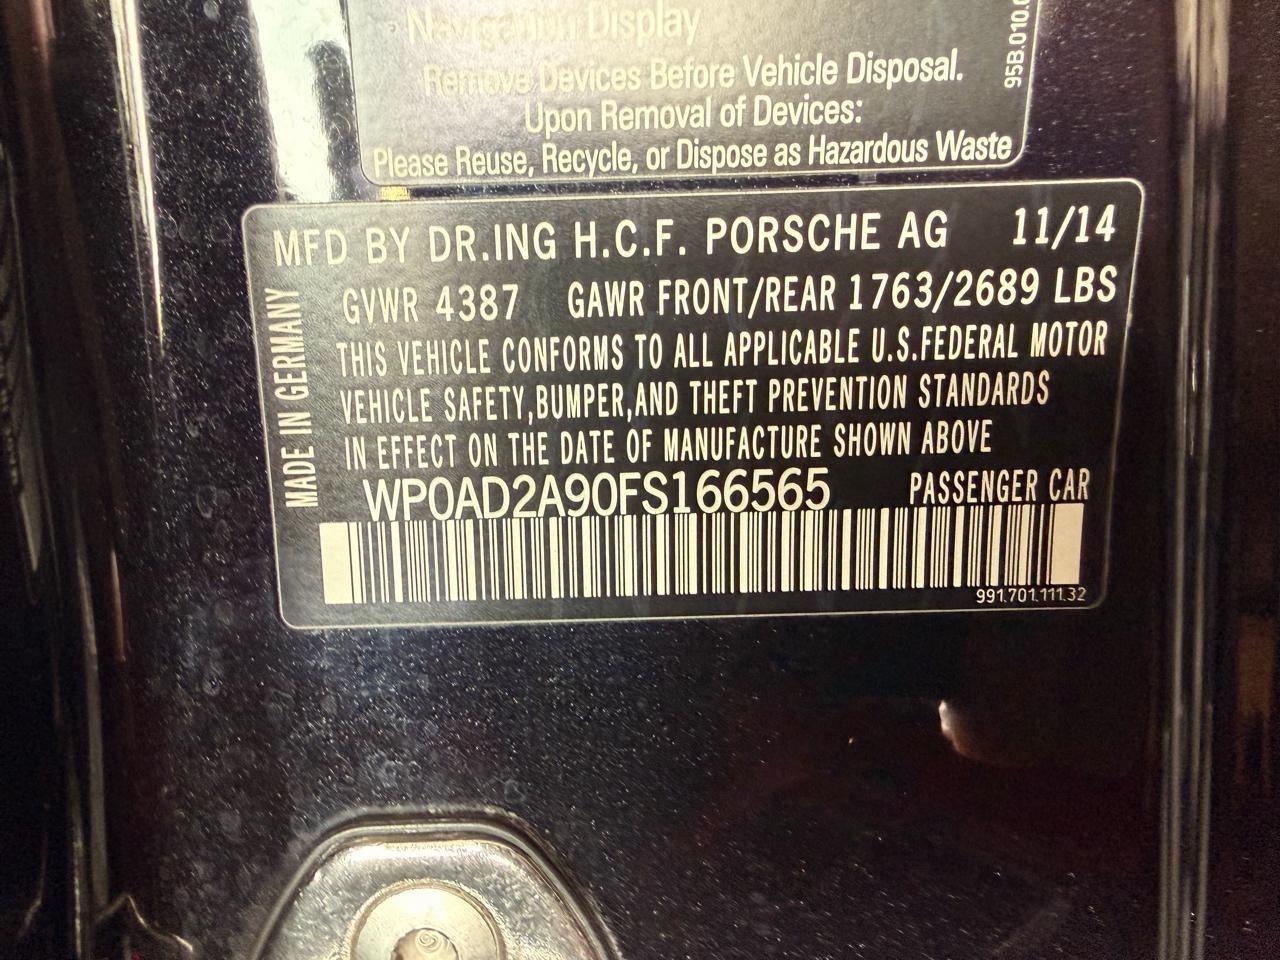 Navigation Display
Remove Devices Before Vehicle Disposal.
Upon Removal of Devices:
Please Reuse, Recycle, or Dispose as Hazardous Waste
95B.010.
MFD BY DR.ING H.C.F. PORSCHE AG 11/14
GVWR 4387 GAWR FRONT/REAR 1763/2689 LBS
THIS VEHICLE CONFORMS TO ALL APPLICABLE U.S.FEDERAL MOTOR
VEHICLE SAFETY,BUMPER,AND THEFT PREVENTION STANDARDS
IN EFFECT ON THE DATE OF MANUFACTURE SHOWN ABOVE
WP0AD2A90FS166565 PASSENGER CAR
991.701.111.32
MADE IN GERMANY